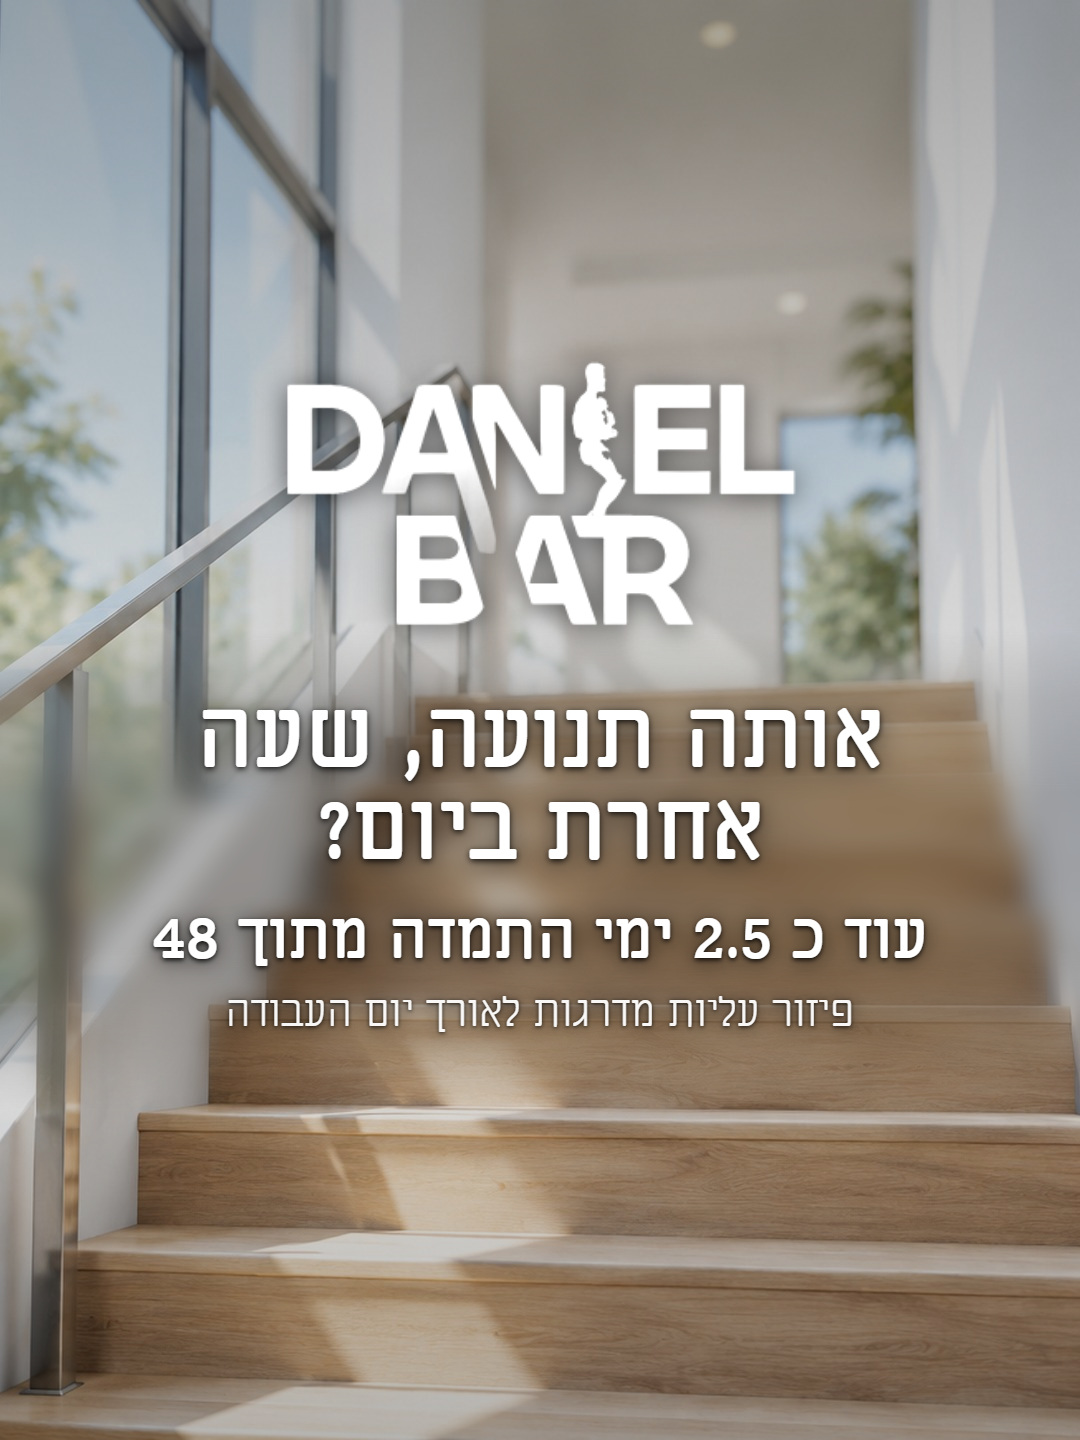 DANIEL
BAR
אותה תנועה, שעה
אחרת ביום?
עוד כ 2.5 ימי התמדה מתוך 48
פיזור עליות מדרגות לאורך יום העבודה